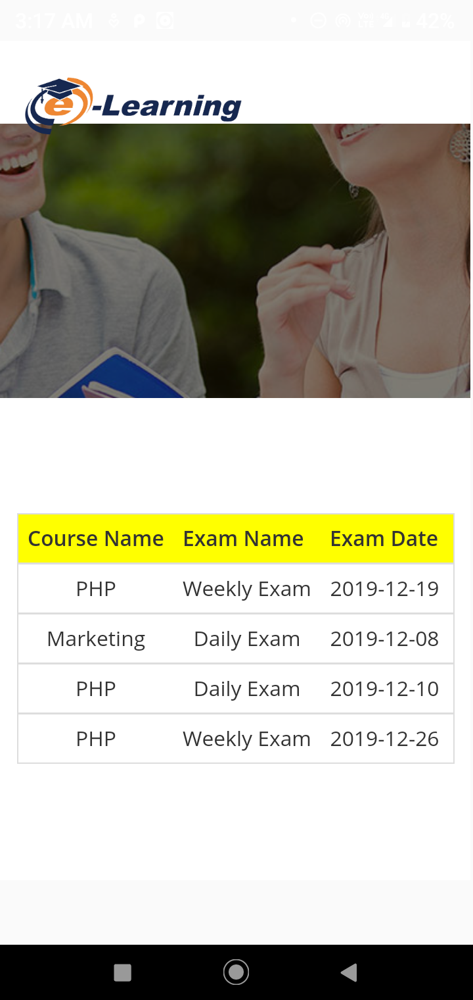 3:17 AM 42%
e-Learning
Course Name Exam Name Exam Date
PHP Weekly Exam 2019-12-19
Marketing Daily Exam 2019-12-08
PHP Daily Exam 2019-12-10
PHP Weekly Exam 2019-12-26